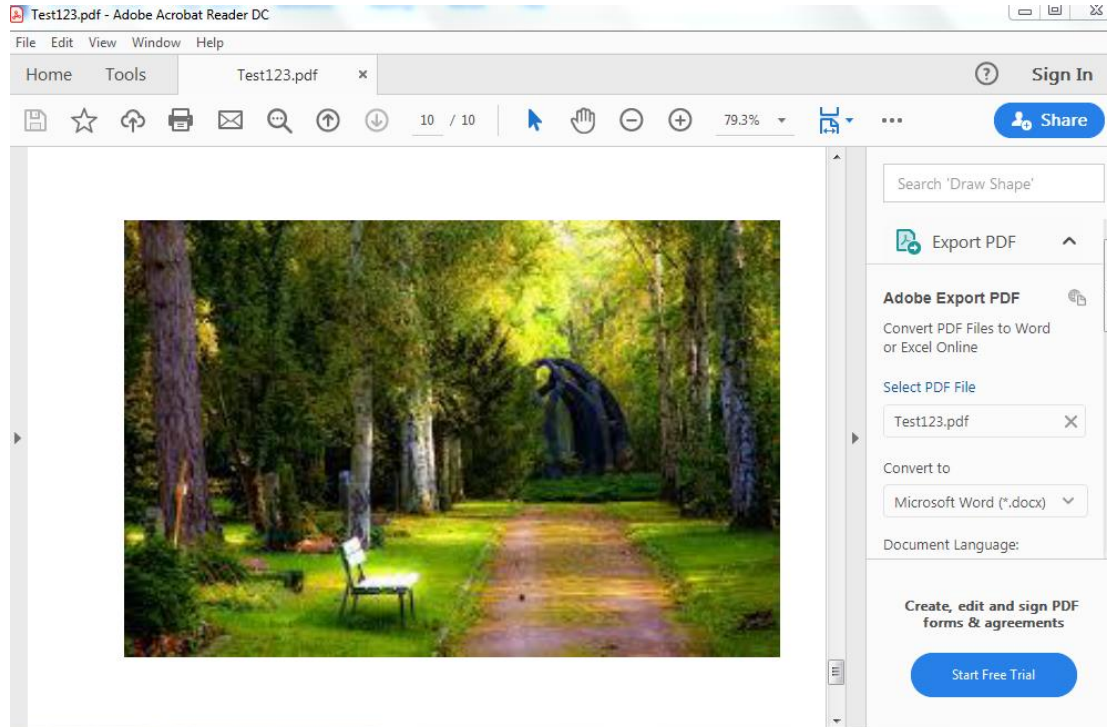 Test123.pdf - Adobe Acrobat Reader DC
File Edit View Window Help
Home Tools Test123.pdf × ? Sign In
10 / 10 79.3% Share
Search 'Draw Shape'
Export PDF
Adobe Export PDF
Convert PDF Files to Word
or Excel Online
Select PDF File
Test123.pdf
Convert to
Microsoft Word (*.docx)
Document Language:
Create, edit and sign PDF
forms & agreements
Start Free Trial